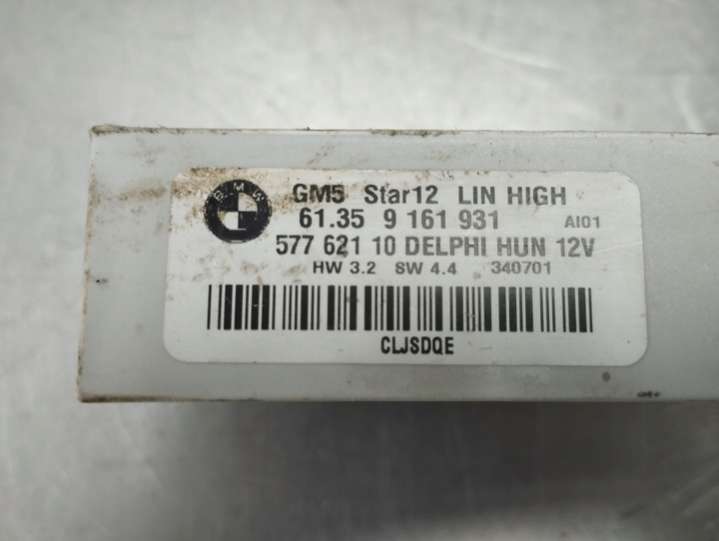 BMW
GM5 Star12 LIN HIGH
61.35 9 161 931 AI01
577 621 10 DELPHI HUN 12V
HW 3.2 SW 4.4 340701
CLJSDQE